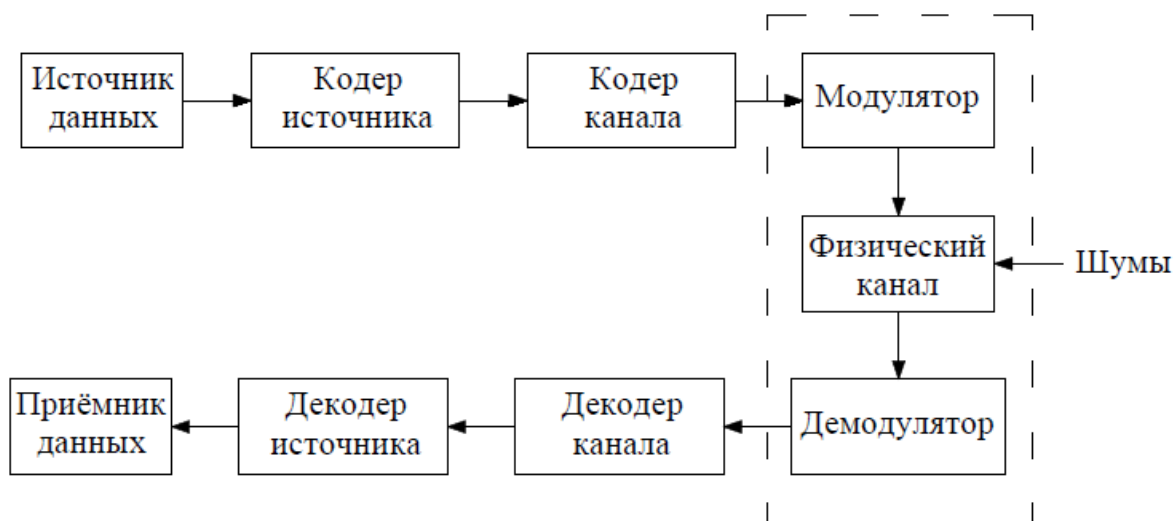 Источник
данных
Кодер
источника
Кодер
канала
Модулятор
Физический
канал
Шумы
Приёмник
данных
Декодер
источника
Декодер
канала
Демодулятор